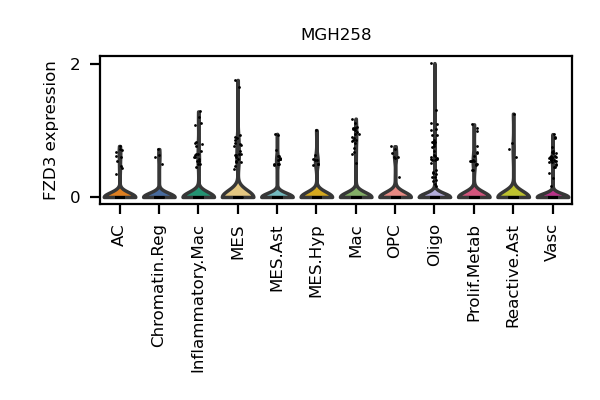 MGH258
FZD3 expression
2
0
AC
Chromatin.Reg
Inflammatory.Mac
MES
MES.Ast
MES.Hyp
Mac
OPC
Oligo
Prolif.Metab
Reactive.Ast
Vasc